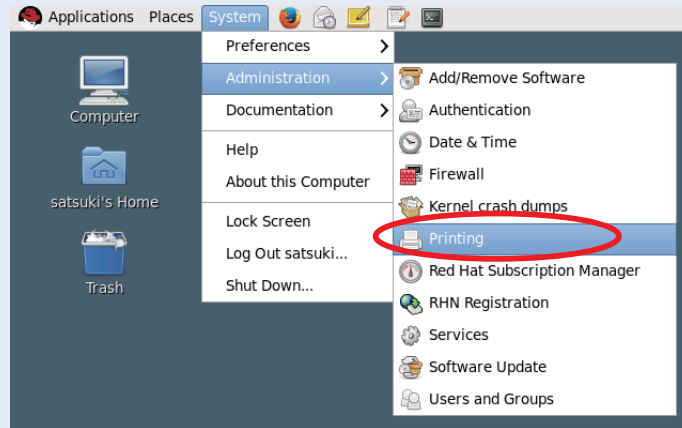 Applications Places System
Preferences
Administration
Documentation
Help
About this Computer
Lock Screen
Log Out satsuki...
Shut Down...
Add/Remove Software
Authentication
Date & Time
Firewall
Kernel crash dumps
Printing
Red Hat Subscription Manager
RHN Registration
Services
Software Update
Users and Groups
Computer
satsuki's Home
Trash